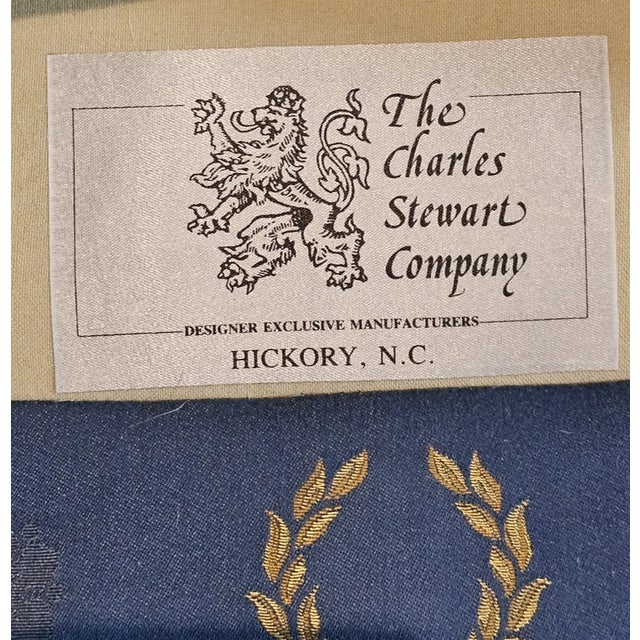 The
Charles
Stewart
Company
DESIGNER EXCLUSIVE MANUFACTURERS
HICKORY, N.C.